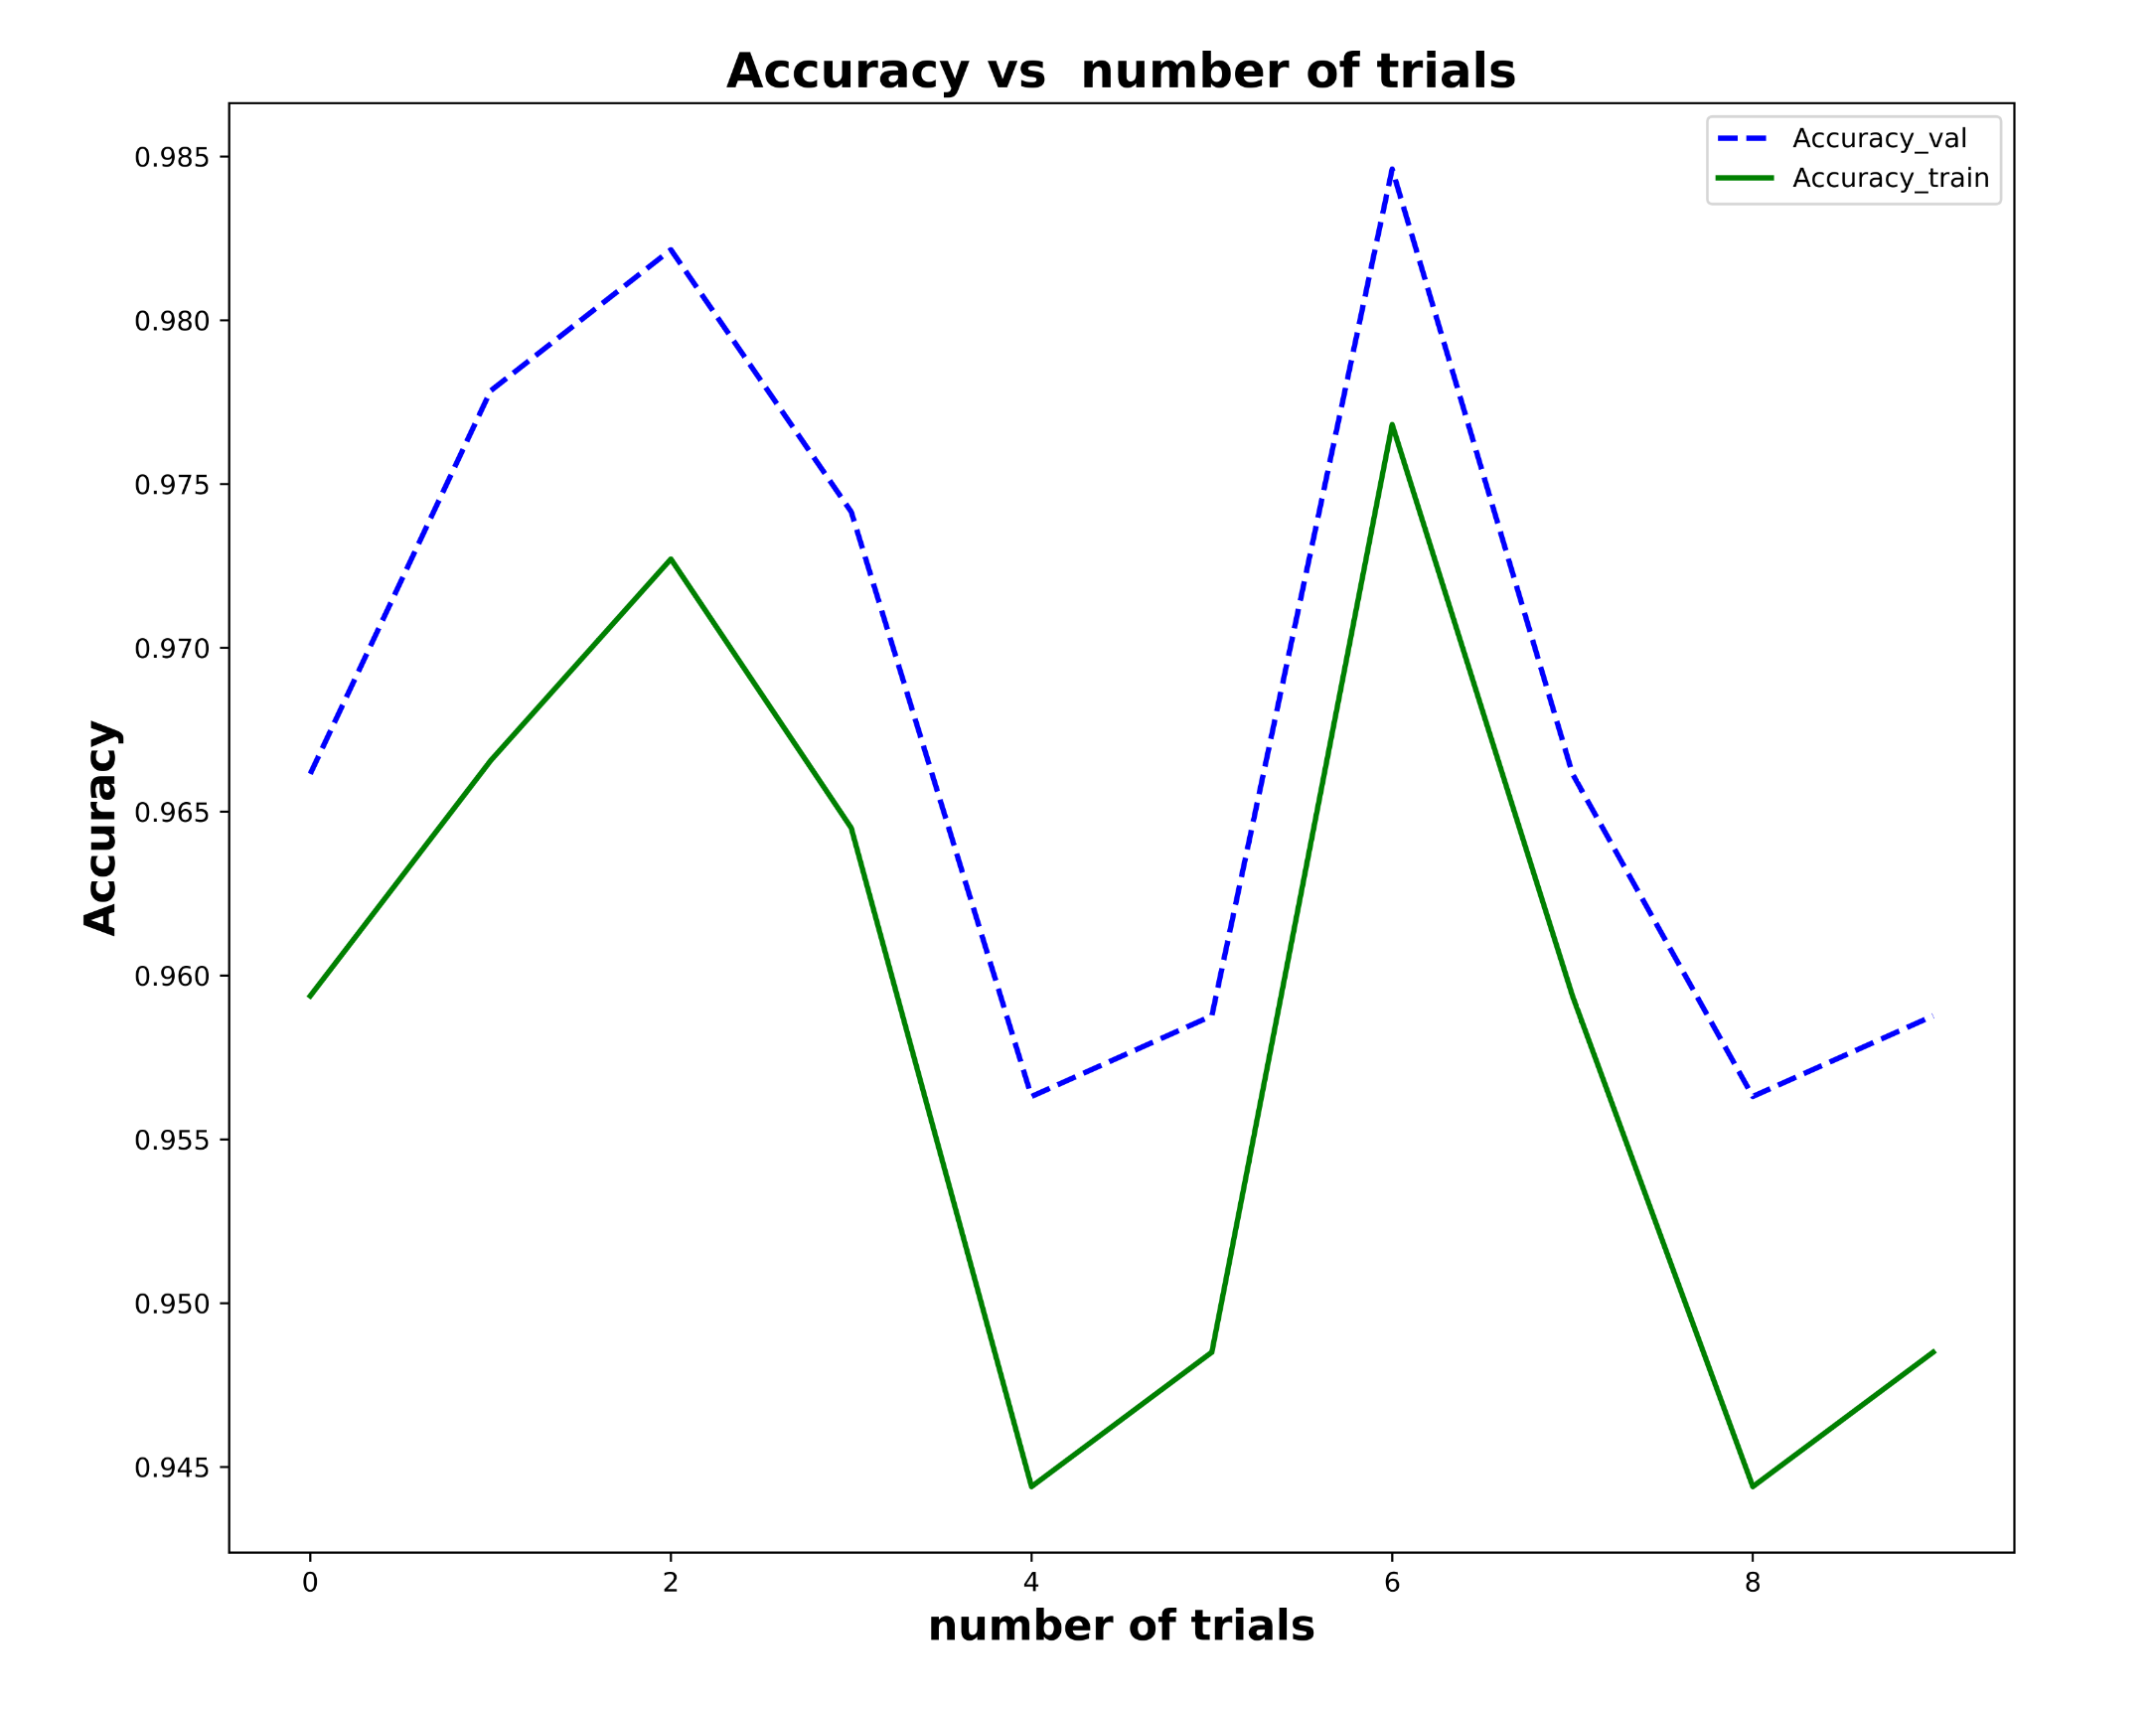 Accuracy vs  number of trials
Accuracy_val
Accuracy_train
0.985
0.980
0.975
0.970
0.965
0.960
0.955
0.950
0.945
Accuracy
0 2 4 6 8
number of trials